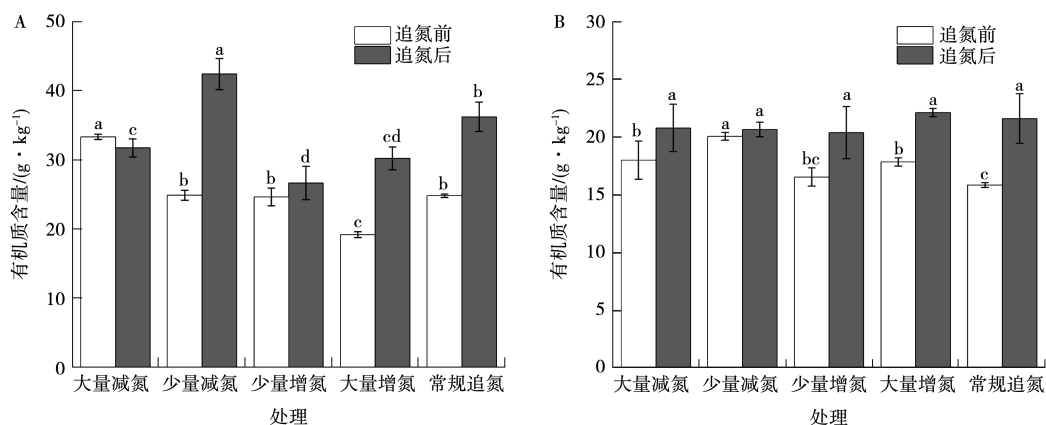 A
有机质含量/(g·kg⁻¹)
50
40
30
20
10
0
追氮前
追氮后
a
c
b
a
b
d
c
cd
b
b
大量减氮 少量减氮 少量增氮 大量增氮 常规追氮
处理
B
有机质含量/(g·kg⁻¹)
30
25
20
15
10
5
0
追氮前
追氮后
b
a
a
a
bc
a
b
a
c
a
大量减氮 少量减氮 少量增氮 大量增氮 常规追氮
处理